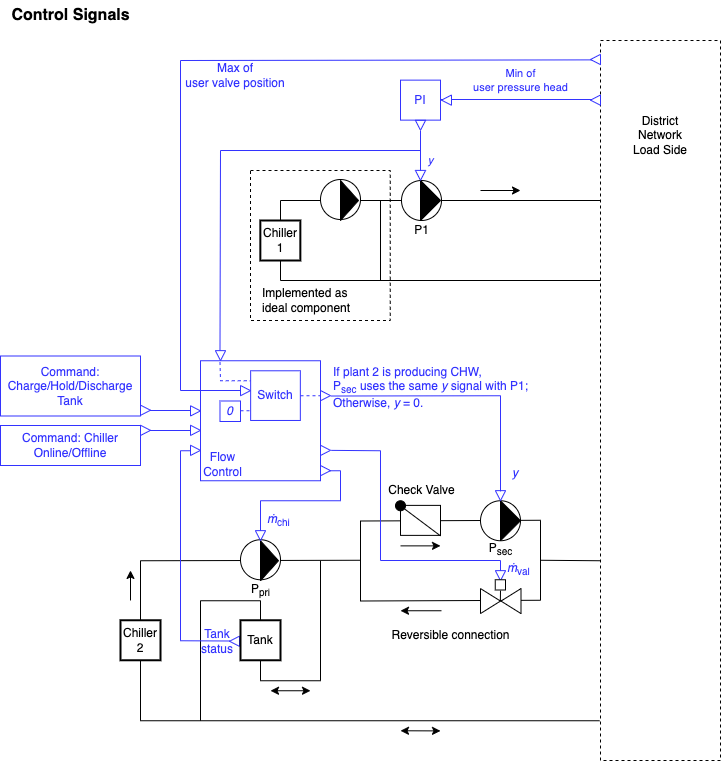 Control Signals
Max of
user valve position
Min of
user pressure head
PI
District
Network
Load Side
y
P1
Chiller
1
Implemented as
ideal component
Command:
Charge/Hold/Discharge
Tank
If plant 2 is producing CHW,
Psec uses the same y signal with P1;
Otherwise, y = 0.
Switch
0
Command: Chiller
Online/Offline
Flow
Control
y
Check Valve
ṁchi
Psec
ṁval
Ppri
Chiller
2
Tank
status
Tank
Reversible connection